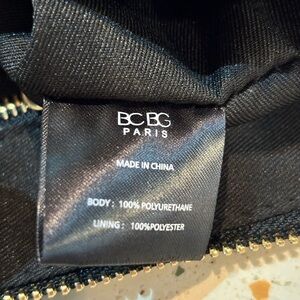 BCBG
PARIS
MADE IN CHINA
BODY : 100% POLYURETHANE
LINING : 100%POLYESTER